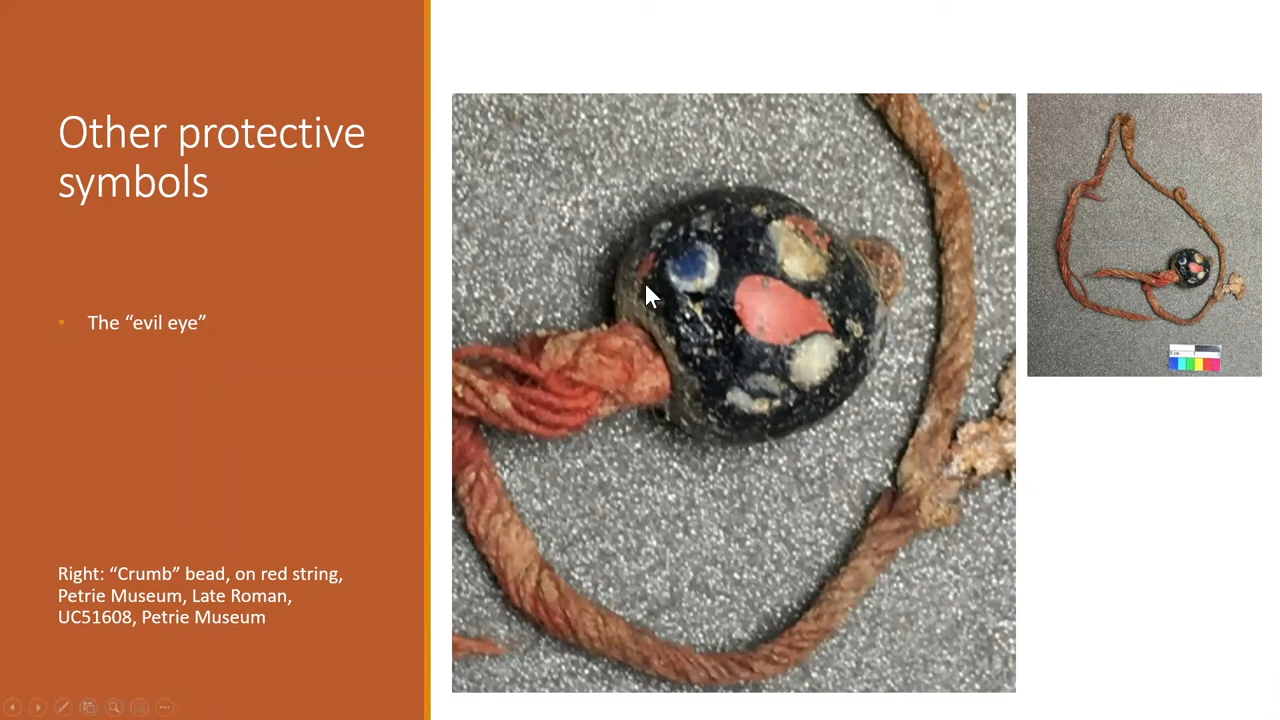 Other protective
symbols
• The “evil eye”
Right: “Crumb” bead, on red string,
Petrie Museum, Late Roman,
UC51608, Petrie Museum